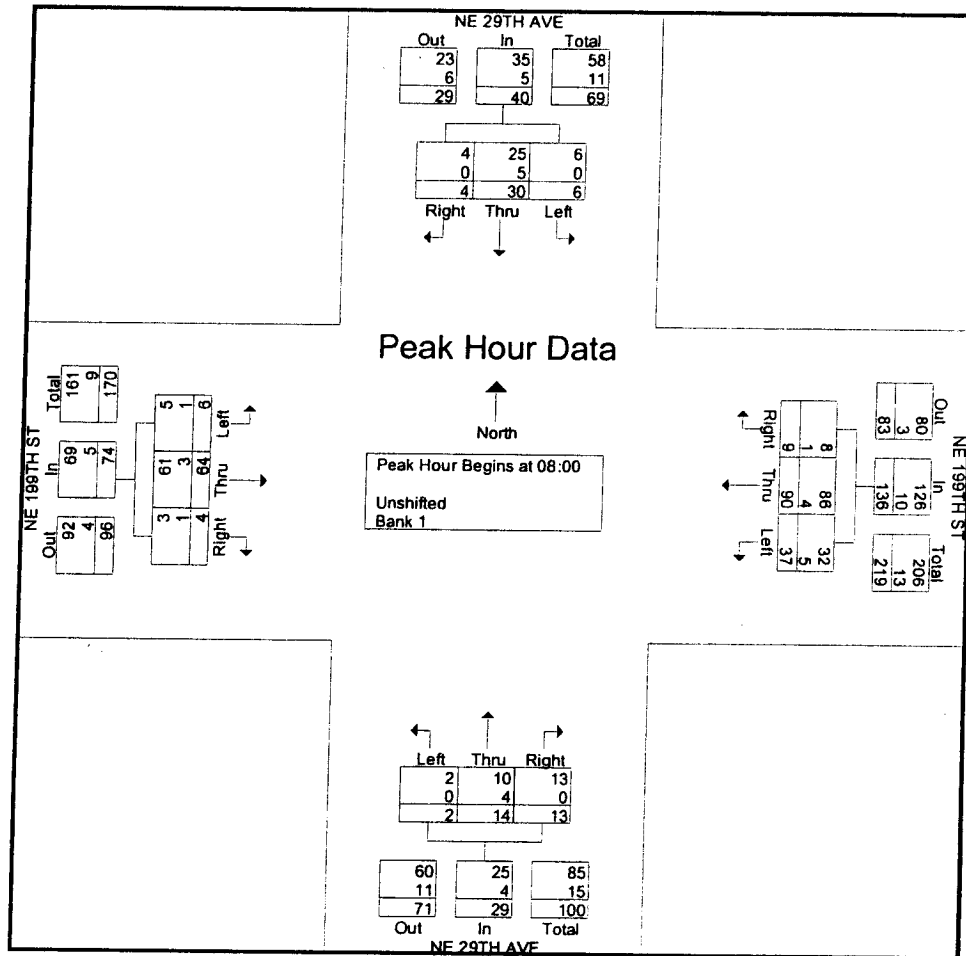 NE 29TH AVE
Out In Total
23 35 58
6 5 11
29 40 69
4 25 6
0 5 0
4 30 6
Right Thru Left
Peak Hour Data
North
Peak Hour Begins at 08:00
Unshifted
Bank 1
NE 199TH ST
Total In Out
161 69 92
9 5 4
170 74 96
5 61 3
1 3 1
6 64 4
Left Thru Right
Right Thru Left
9 90 37
1 4 5
8 86 32
Out In Total
80 126 206
3 10 13
83 136 219
NE 199TH ST
Left Thru Right
2 10 13
0 4 0
2 14 13
60 25 85
11 4 15
71 29 100
Out In Total
NE 29TH AVE